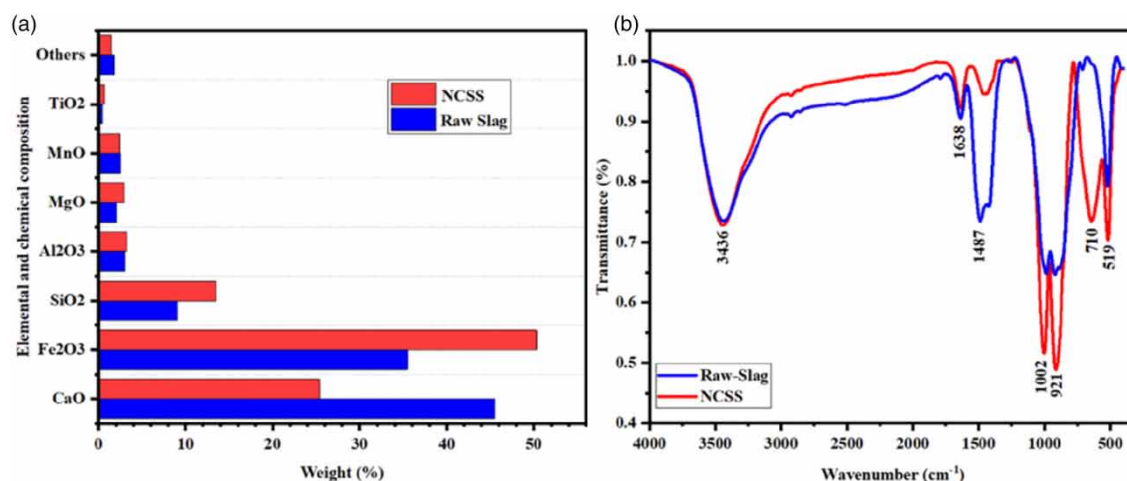 (a)
Elemental and chemical composition
Others
TiO2
MnO
MgO
Al2O3
SiO2
Fe2O3
CaO
NCSS
Raw Slag
0 10 20 30 40 50
Weight (%)
(b)
Transmittance (%)
1.0
0.9
0.8
0.7
0.6
0.5
0.4
3436
1638
1487
1002
921
710
519
Raw-Slag
NCSS
4000 3500 3000 2500 2000 1500 1000 500
Wavenumber (cm⁻¹)